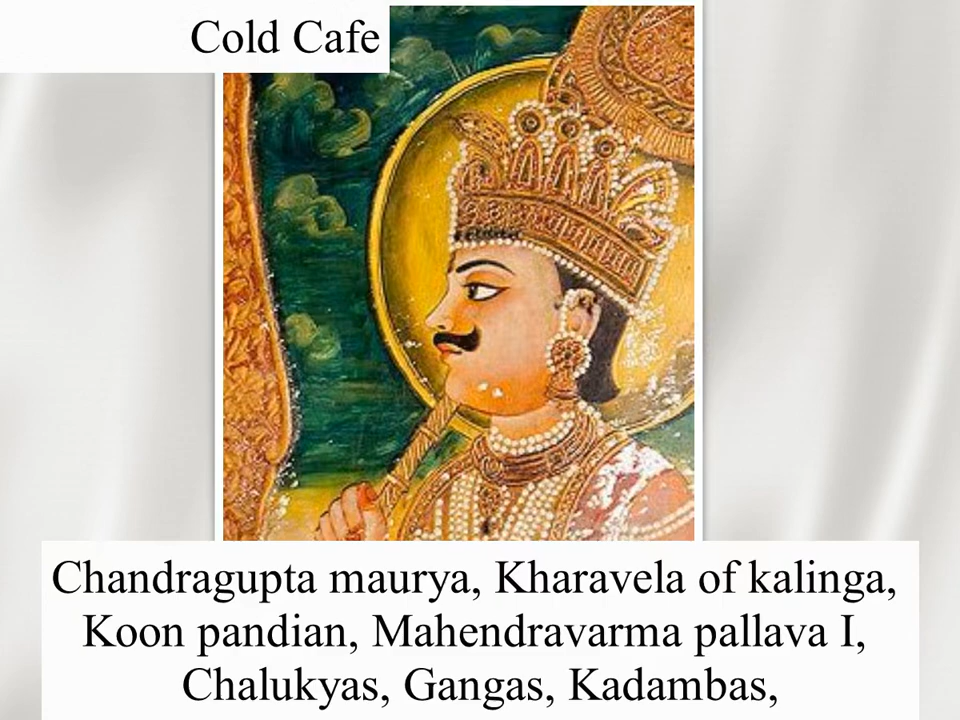 Cold Cafe
Chandragupta maurya, Kharavela of kalinga,
Koon pandian, Mahendravarma pallava I,
Chalukyas, Gangas, Kadambas,